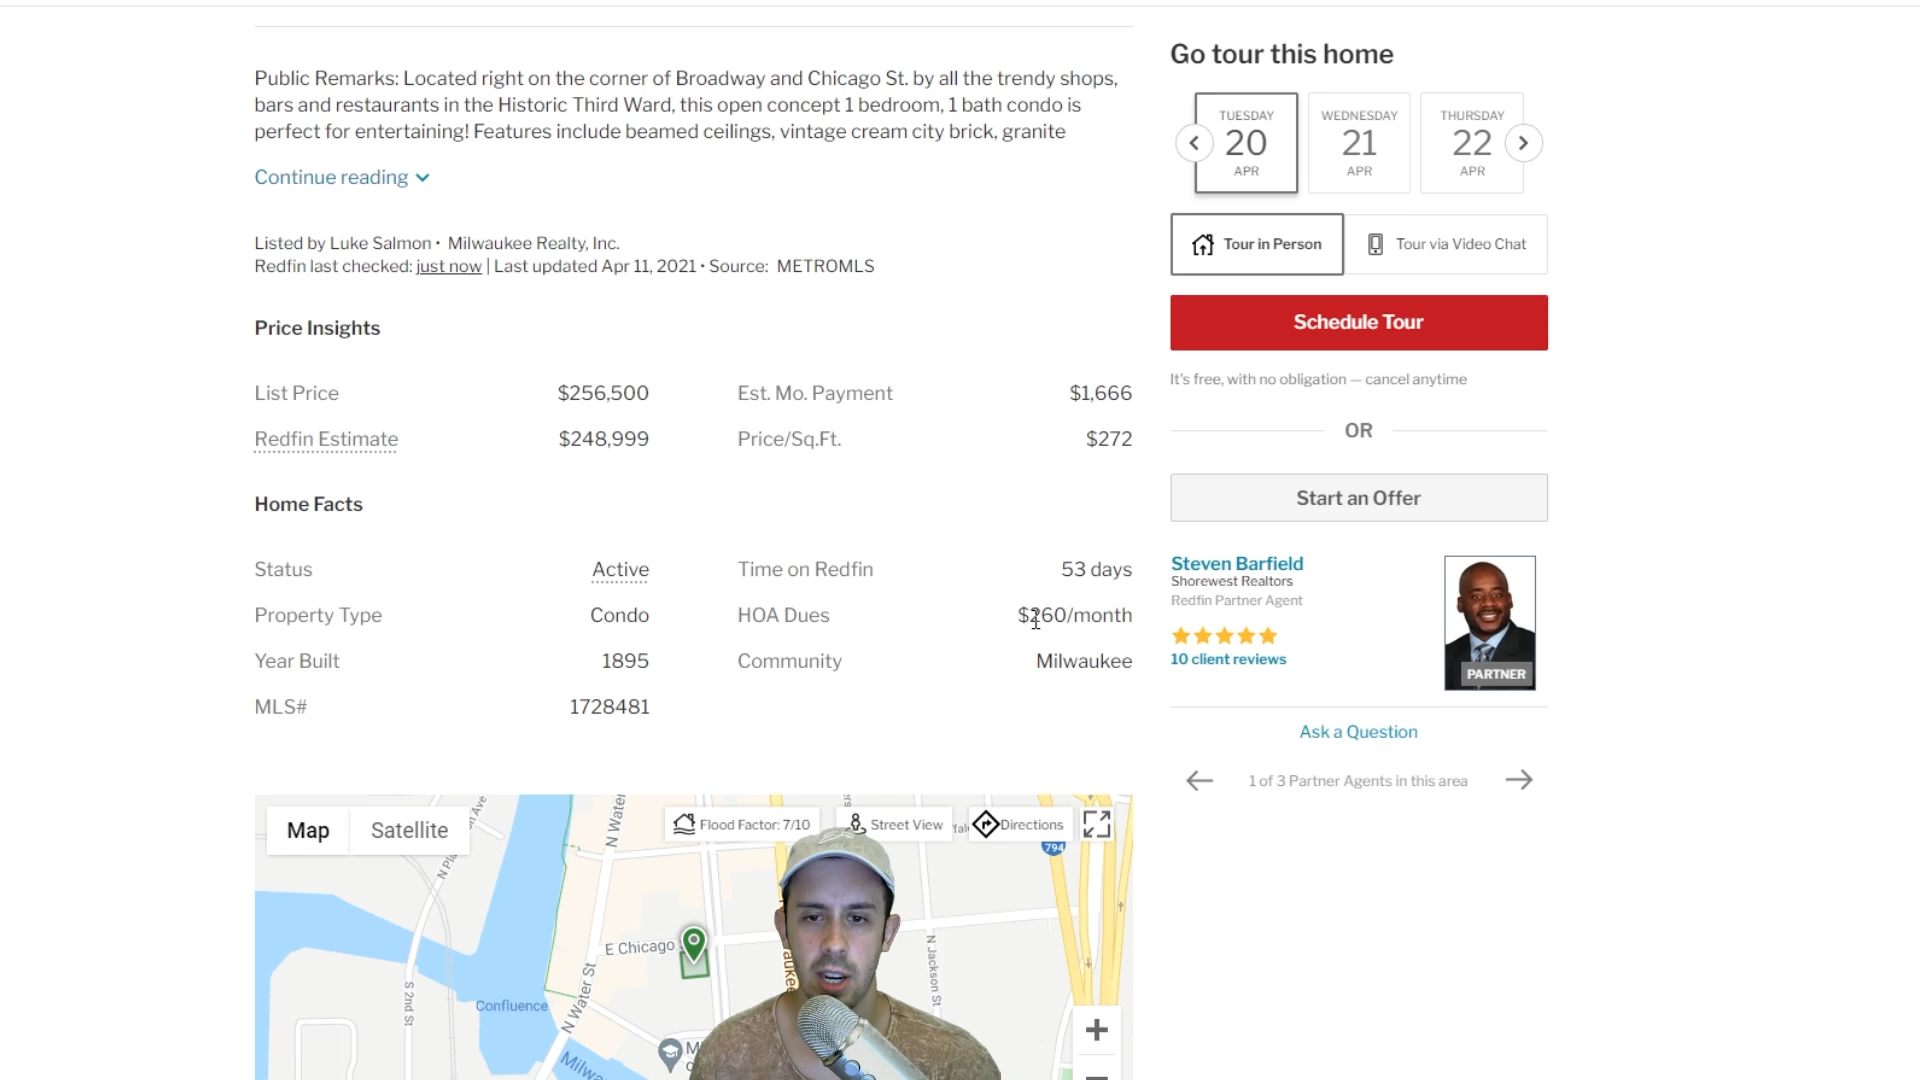 Public Remarks: Located right on the corner of Broadway and Chicago St. by all the trendy shops,
bars and restaurants in the Historic Third Ward, this open concept 1 bedroom, 1 bath condo is
perfect for entertaining! Features include beamed ceilings, vintage cream city brick, granite
Continue reading
Listed by Luke Salmon • Milwaukee Realty, Inc.
Redfin last checked: just now | Last updated Apr 11, 2021 • Source: METROMLS
Price Insights
List Price $256,500 Est. Mo. Payment $1,666
Redfin Estimate $248,999 Price/Sq.Ft. $272
Home Facts
Status Active Time on Redfin 53 days
Property Type Condo HOA Dues $260/month
Year Built 1895 Community Milwaukee
MLS# 1728481
Map Satellite
Flood Factor: 7/10
Street View
Directions
794
N Water
E Chicago
N Water St
N Jackson St
S 2nd St
Confluence
Go tour this home
TUESDAY WEDNESDAY THURSDAY
20 21 22
APR APR APR
Tour in Person Tour via Video Chat
Schedule Tour
It's free, with no obligation — cancel anytime
OR
Start an Offer
Steven Barfield
Shorewest Realtors
Redfin Partner Agent
10 client reviews
PARTNER
Ask a Question
1 of 3 Partner Agents in this area